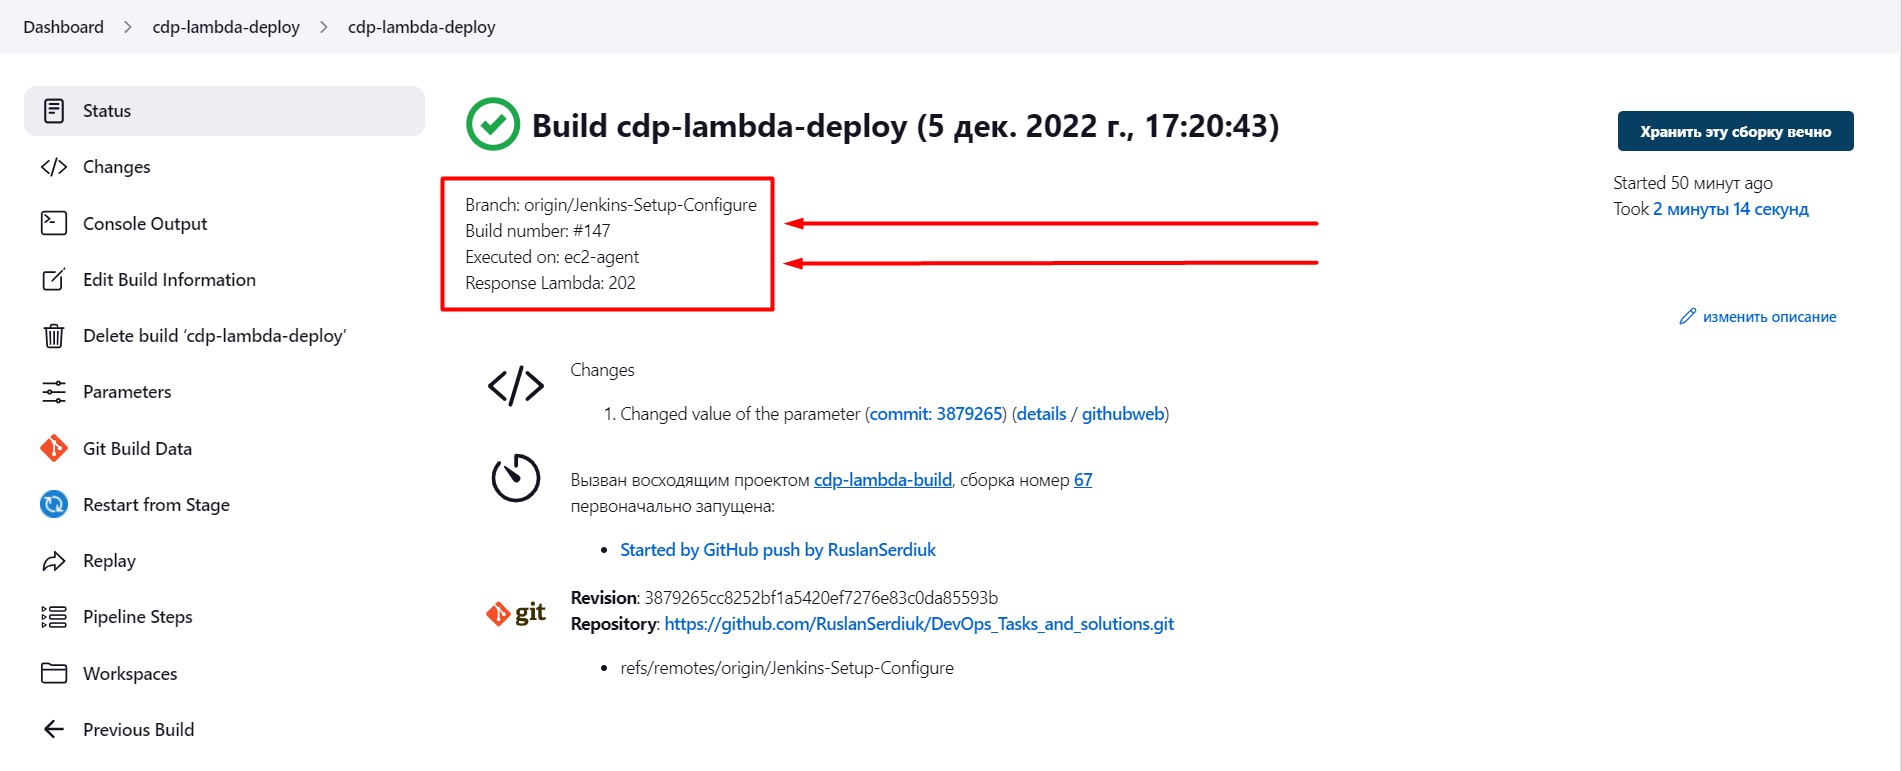 Dashboard > cdp-lambda-deploy > cdp-lambda-deploy
Status
Changes
Console Output
Edit Build Information
Delete build ‘cdp-lambda-deploy’
Parameters
Git Build Data
Restart from Stage
Replay
Pipeline Steps
Workspaces
Previous Build
Build cdp-lambda-deploy (5 дек. 2022 г., 17:20:43)
Хранить эту сборку вечно
Started 50 минут ago
Took 2 минуты 14 секунд
Branch: origin/Jenkins-Setup-Configure
Build number: #147
Executed on: ec2-agent
Response Lambda: 202
изменить описание
Changes
1. Changed value of the parameter (commit: 3879265) (details / githubweb)
Вызван восходящим проектом cdp-lambda-build, сборка номер 67
первоначально запущена:
• Started by GitHub push by RuslanSerdiuk
git
Revision: 3879265cc8252bf1a5420ef7276e83c0da85593b
Repository: https://github.com/RuslanSerdiuk/DevOps_Tasks_and_solutions.git
• refs/remotes/origin/Jenkins-Setup-Configure